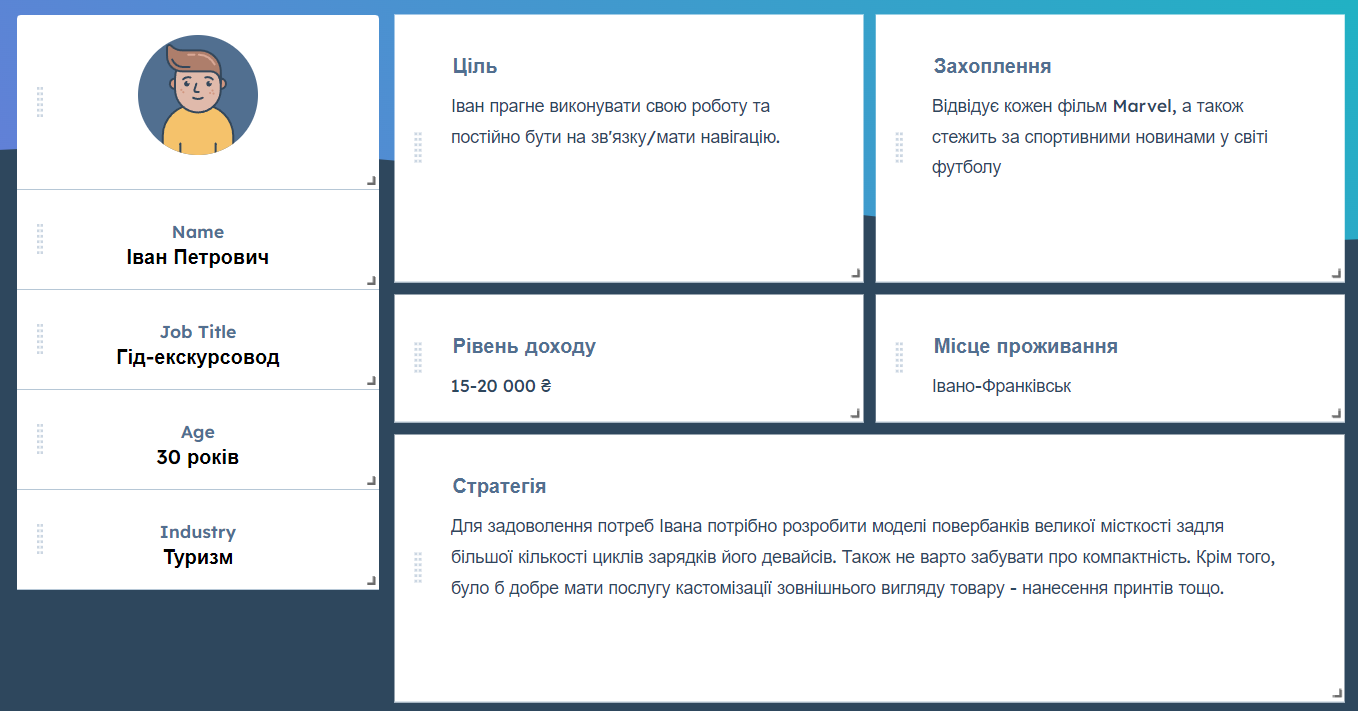 Name
Іван Петрович
Job Title
Гід-екскурсовод
Age
30 років
Industry
Туризм
Ціль
Іван прагне виконувати свою роботу та
постійно бути на зв'язку/мати навігацію.
Захоплення
Відвідує кожен фільм Marvel, а також
стежить за спортивними новинами у світі
футболу
Рівень доходу
15-20 000 ₴
Місце проживання
Івано-Франківськ
Стратегія
Для задоволення потреб Івана потрібно розробити моделі повербанків великої місткості задля
більшої кількості циклів зарядків його девайсів. Також не варто забувати про компактність. Крім того,
було б добре мати послугу кастомізації зовнішнього вигляду товару - нанесення принтів тощо.